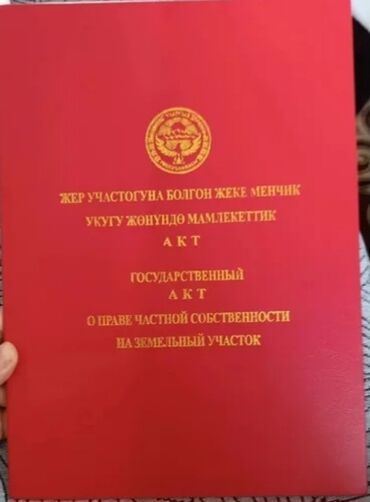 ЖЕР УЧАСТОГУНА БОЛГОН ЖЕКЕ МЕНЧИК
УКУГУ ЖӨНҮНДӨ МАМЛЕКЕТТИК
АКТ
ГОСУДАРСТВЕННЫЙ
АКТ
О ПРАВЕ ЧАСТНОЙ СОБСТВЕННОСТИ
НА ЗЕМЕЛЬНЫЙ УЧАСТОК